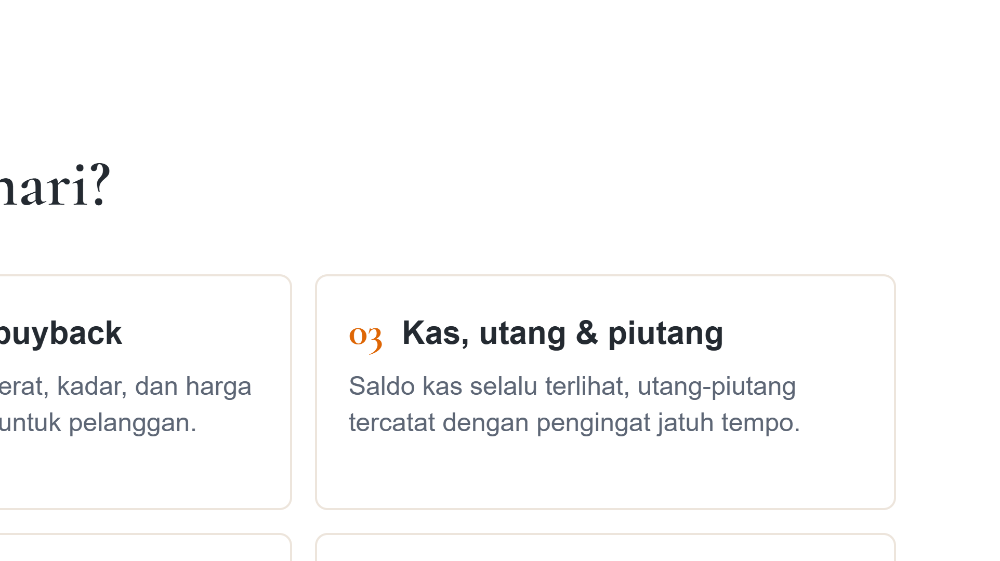 hari?
buyback
erat, kadar, dan harga
untuk pelanggan.
03 Kas, utang & piutang
Saldo kas selalu terlihat, utang-piutang
tercatat dengan pengingat jatuh tempo.